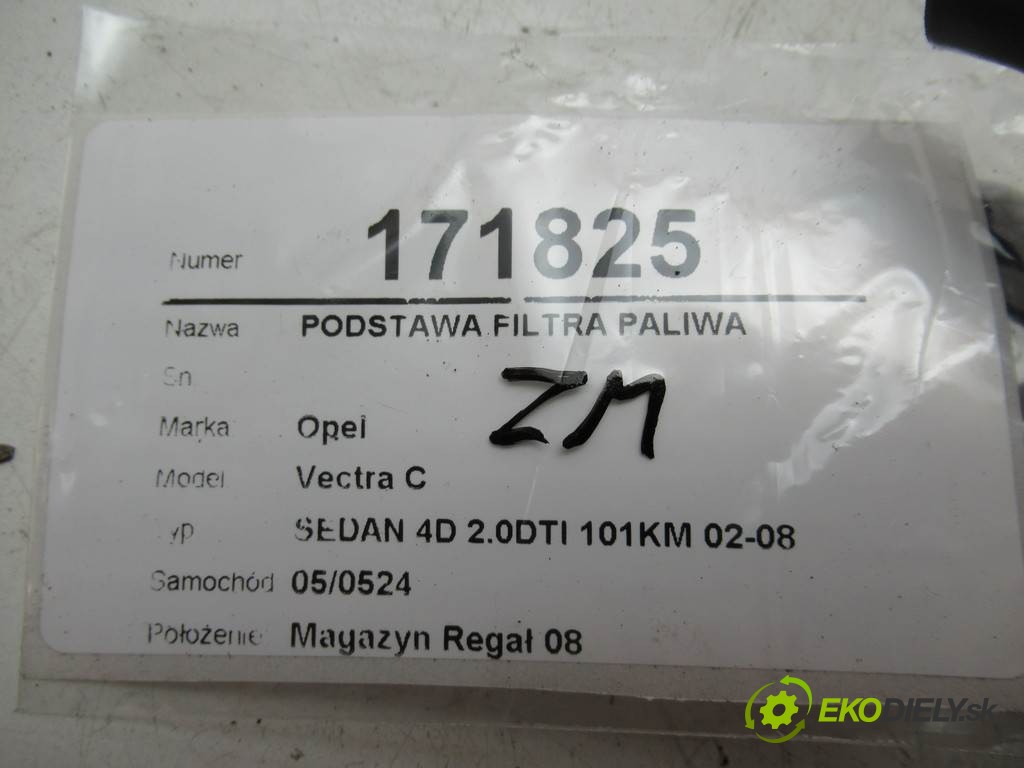 Numer 171825
Nazwa PODSTAWA FILTRA PALIWA
Sn
ZM
Marka Opel
Model Vectra C
Typ SEDAN 4D 2.0DTI 101KM 02-08
Samochód 05/0524
Położenie Magazyn Regał 08
EKODIELY.sk